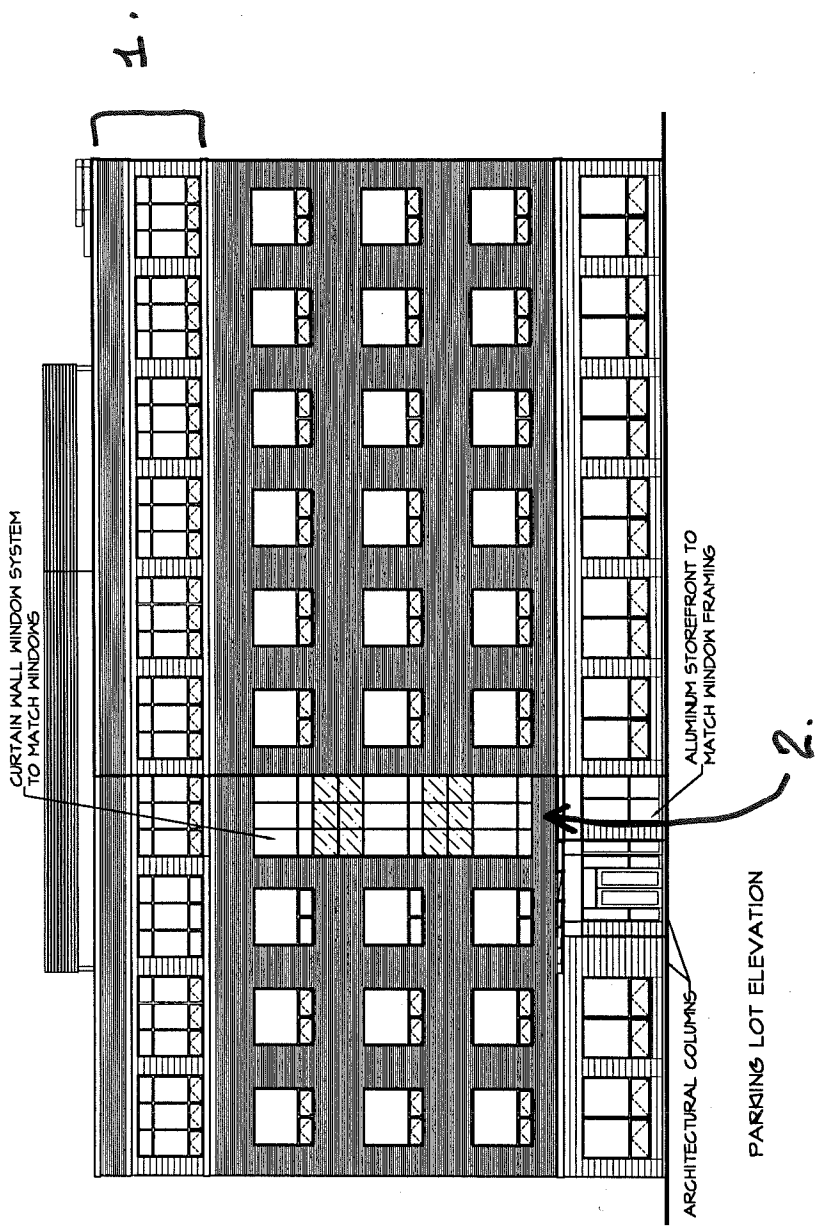 1.
CURTAIN WALL WINDOW SYSTEM
TO MATCH WINDOWS
ALUMINUM STOREFRONT TO
MATCH WINDOW FRAMING
2.
ARCHITECTURAL COLUMNS
PARKING LOT ELEVATION